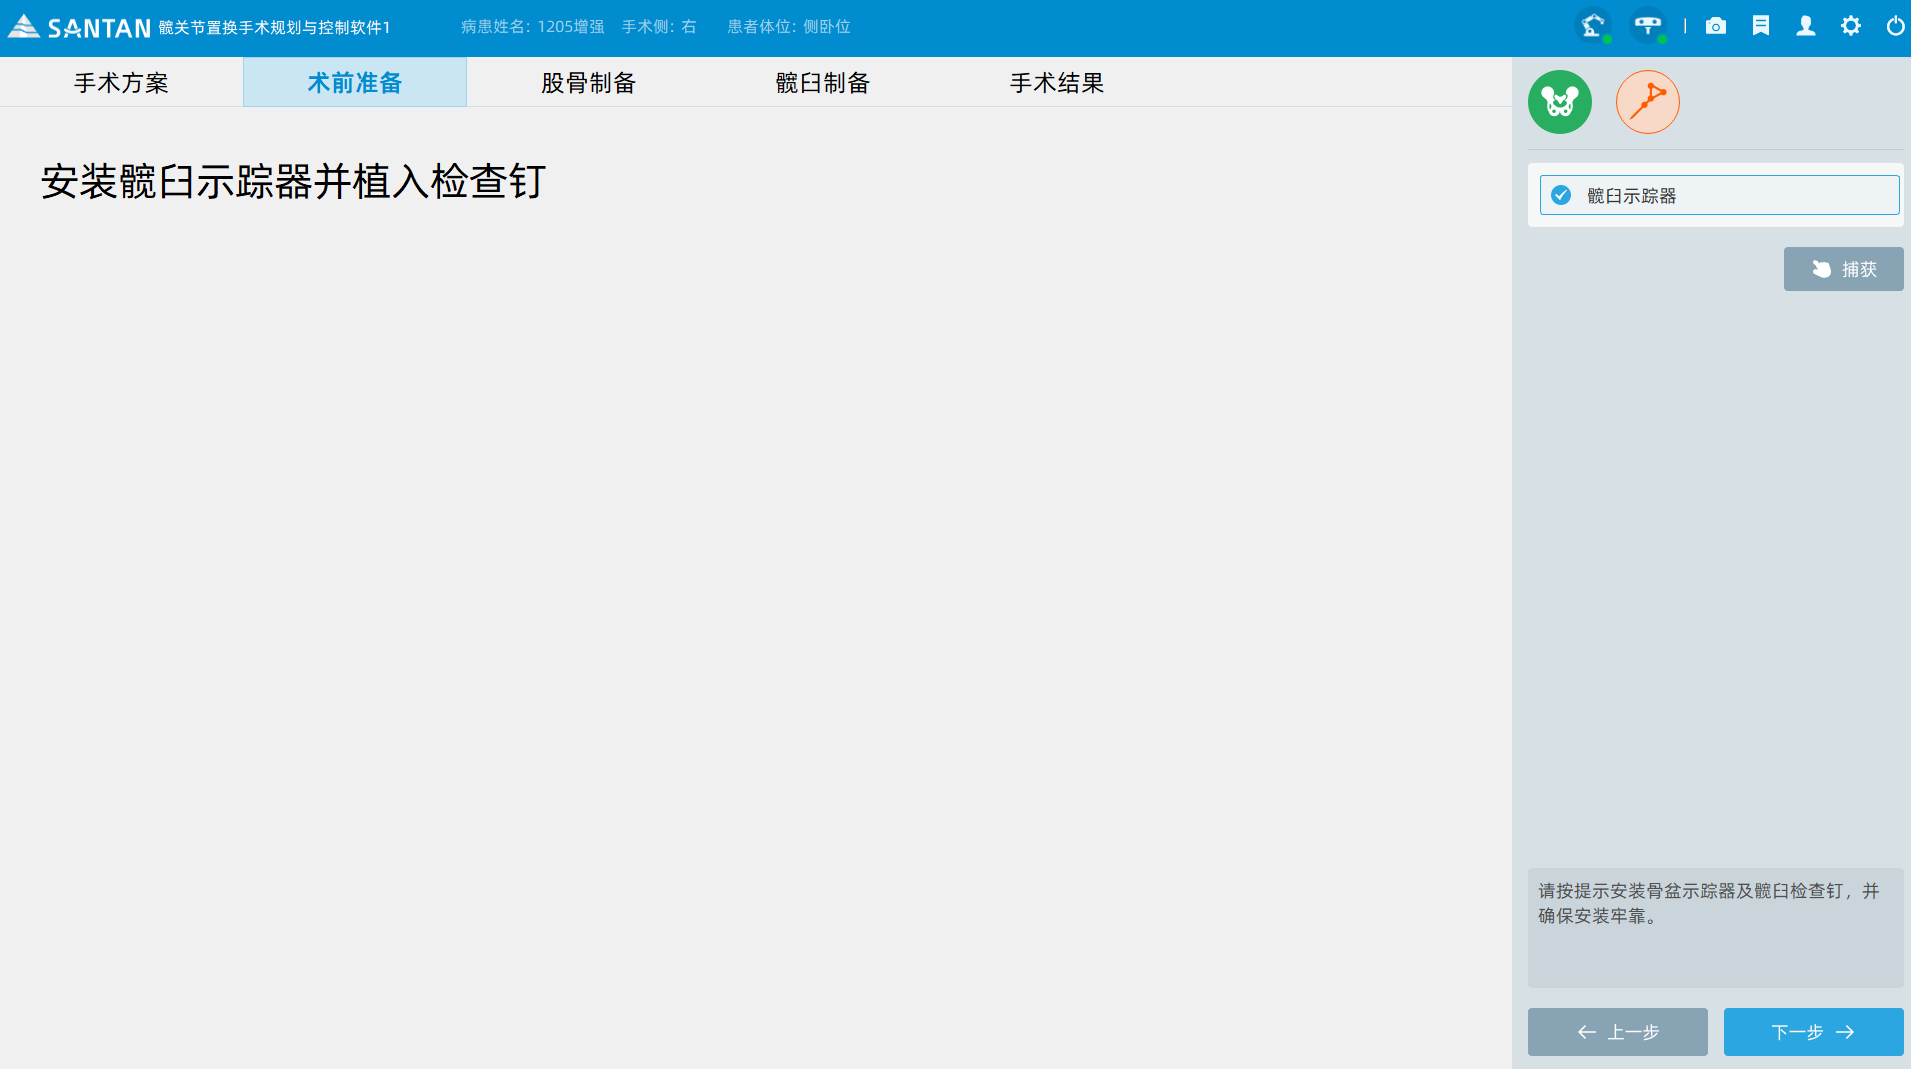 SANTAN 髋关节置换手术规划与控制软件1 病患姓名: 1205增强 手术侧: 右 患者体位: 侧卧位
手术方案 术前准备 股骨制备 髋臼制备 手术结果
安装髋臼示踪器并植入检查钉
髋臼示踪器
捕获
请按提示安装骨盆示踪器及髋臼检查钉，并
确保安装牢靠。
上一步 下一步